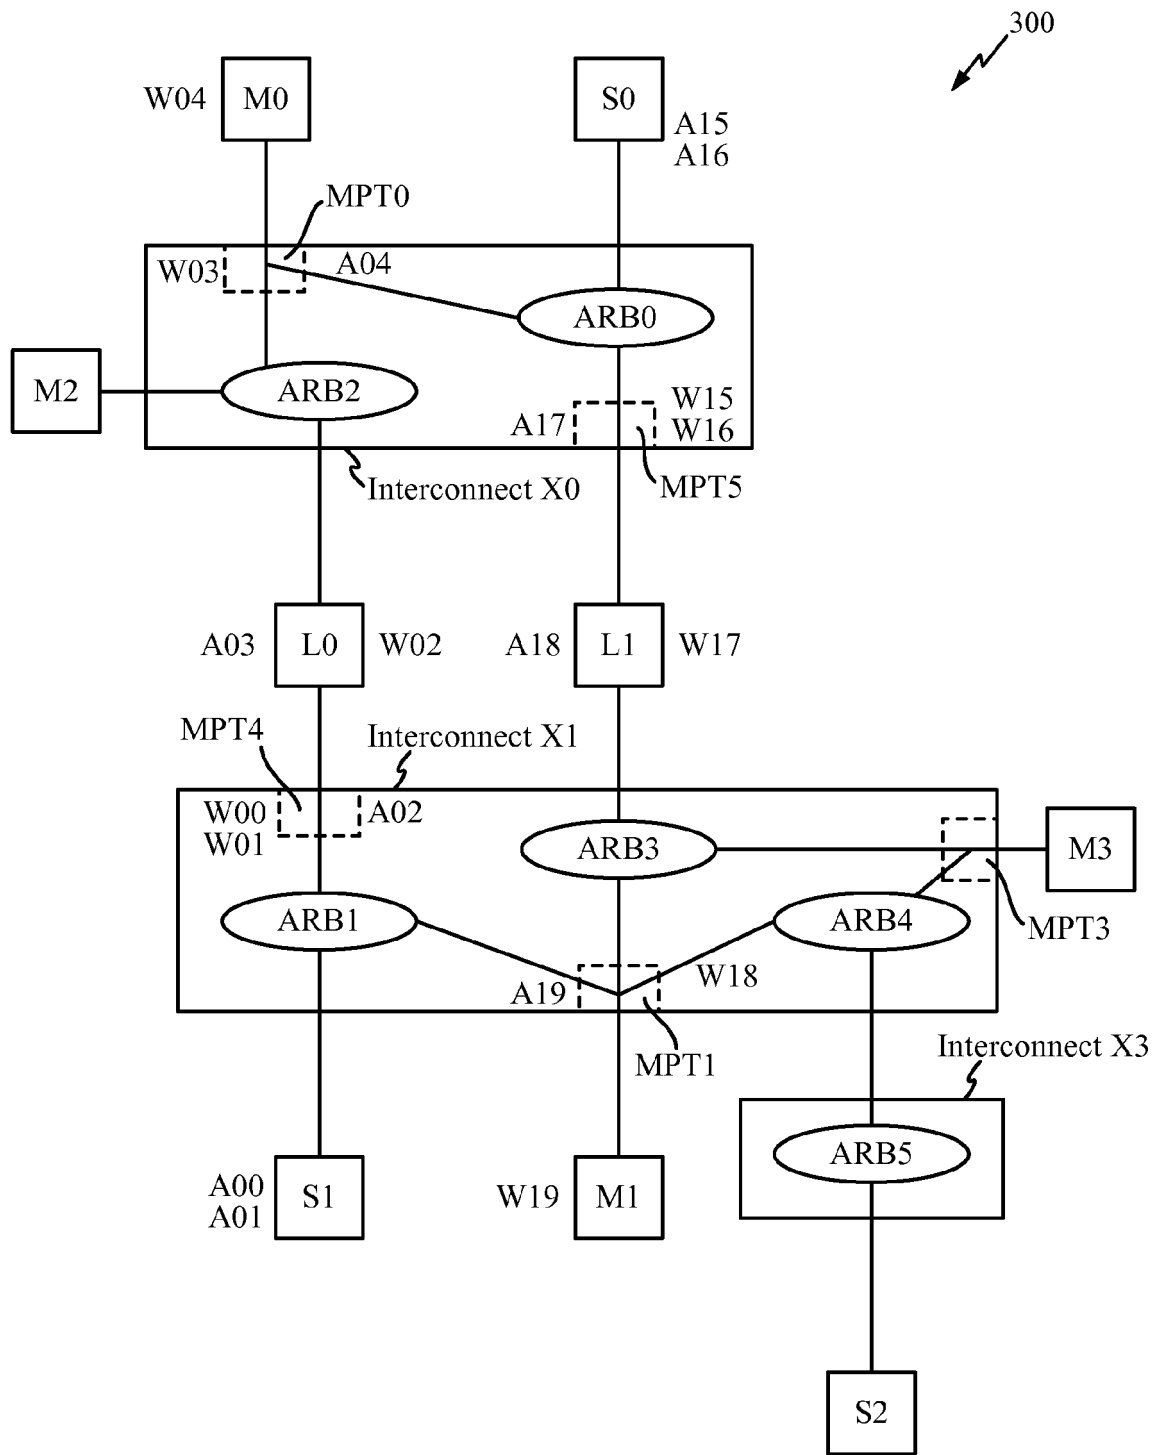 300
W04
M0
S0
A15
A16
MPT0
W03
A04
ARB0
M2
ARB2
W15
A17
W16
Interconnect X0
MPT5
A03
L0
W02
A18
L1
W17
MPT4
Interconnect X1
W00
A02
W01
ARB3
M3
ARB1
ARB4
MPT3
A19
W18
MPT1
Interconnect X3
ARB5
A00
A01
S1
W19
M1
S2